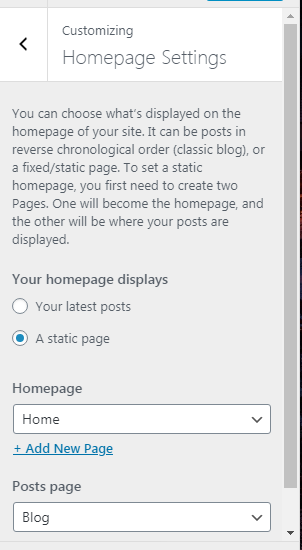 Customizing
Homepage Settings
You can choose what's displayed on the
homepage of your site. It can be posts in
reverse chronological order (classic blog), or
a fixed/static page. To set a static
homepage, you first need to create two
Pages. One will become the homepage, and
the other will be where your posts are
displayed.
Your homepage displays
Your latest posts
A static page
Homepage
Home
+ Add New Page
Posts page
Blog